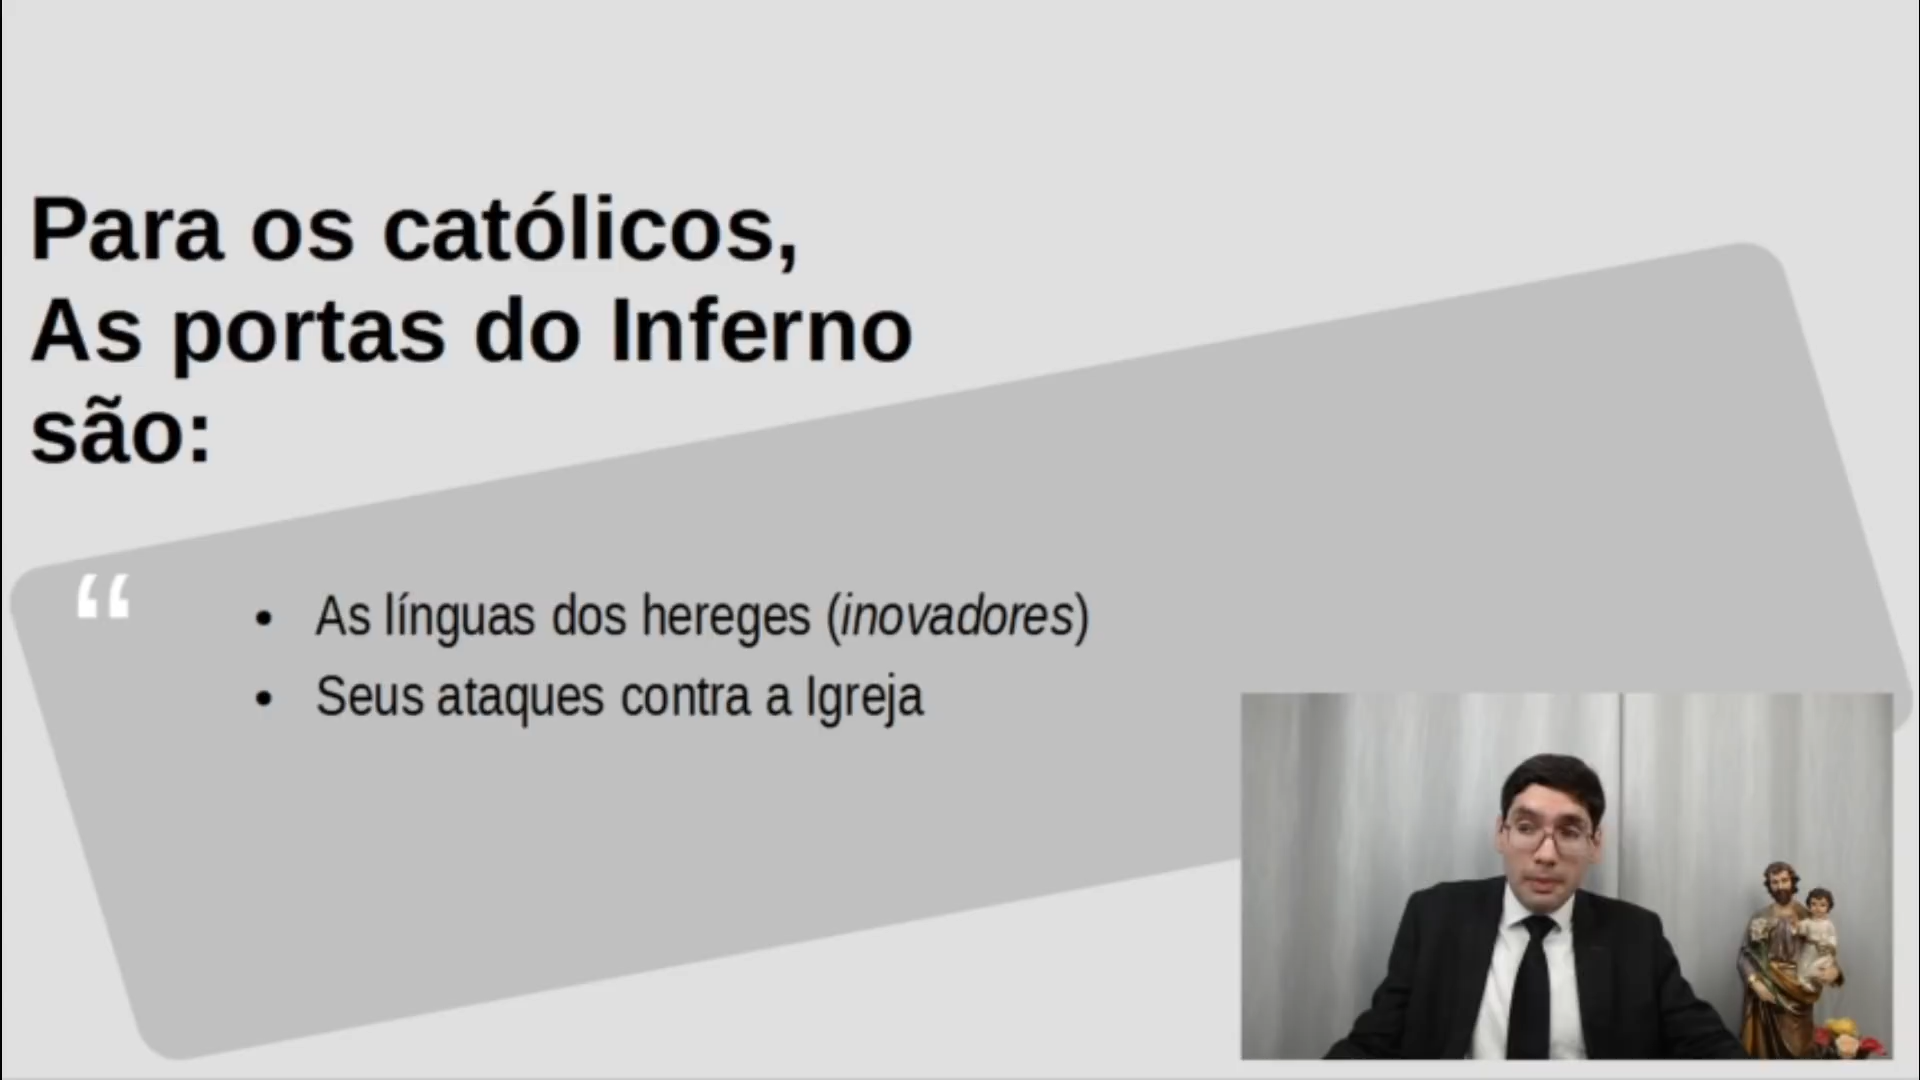 Para os católicos,
As portas do Inferno
são:
“
• As línguas dos hereges (inovadores)
• Seus ataques contra a Igreja